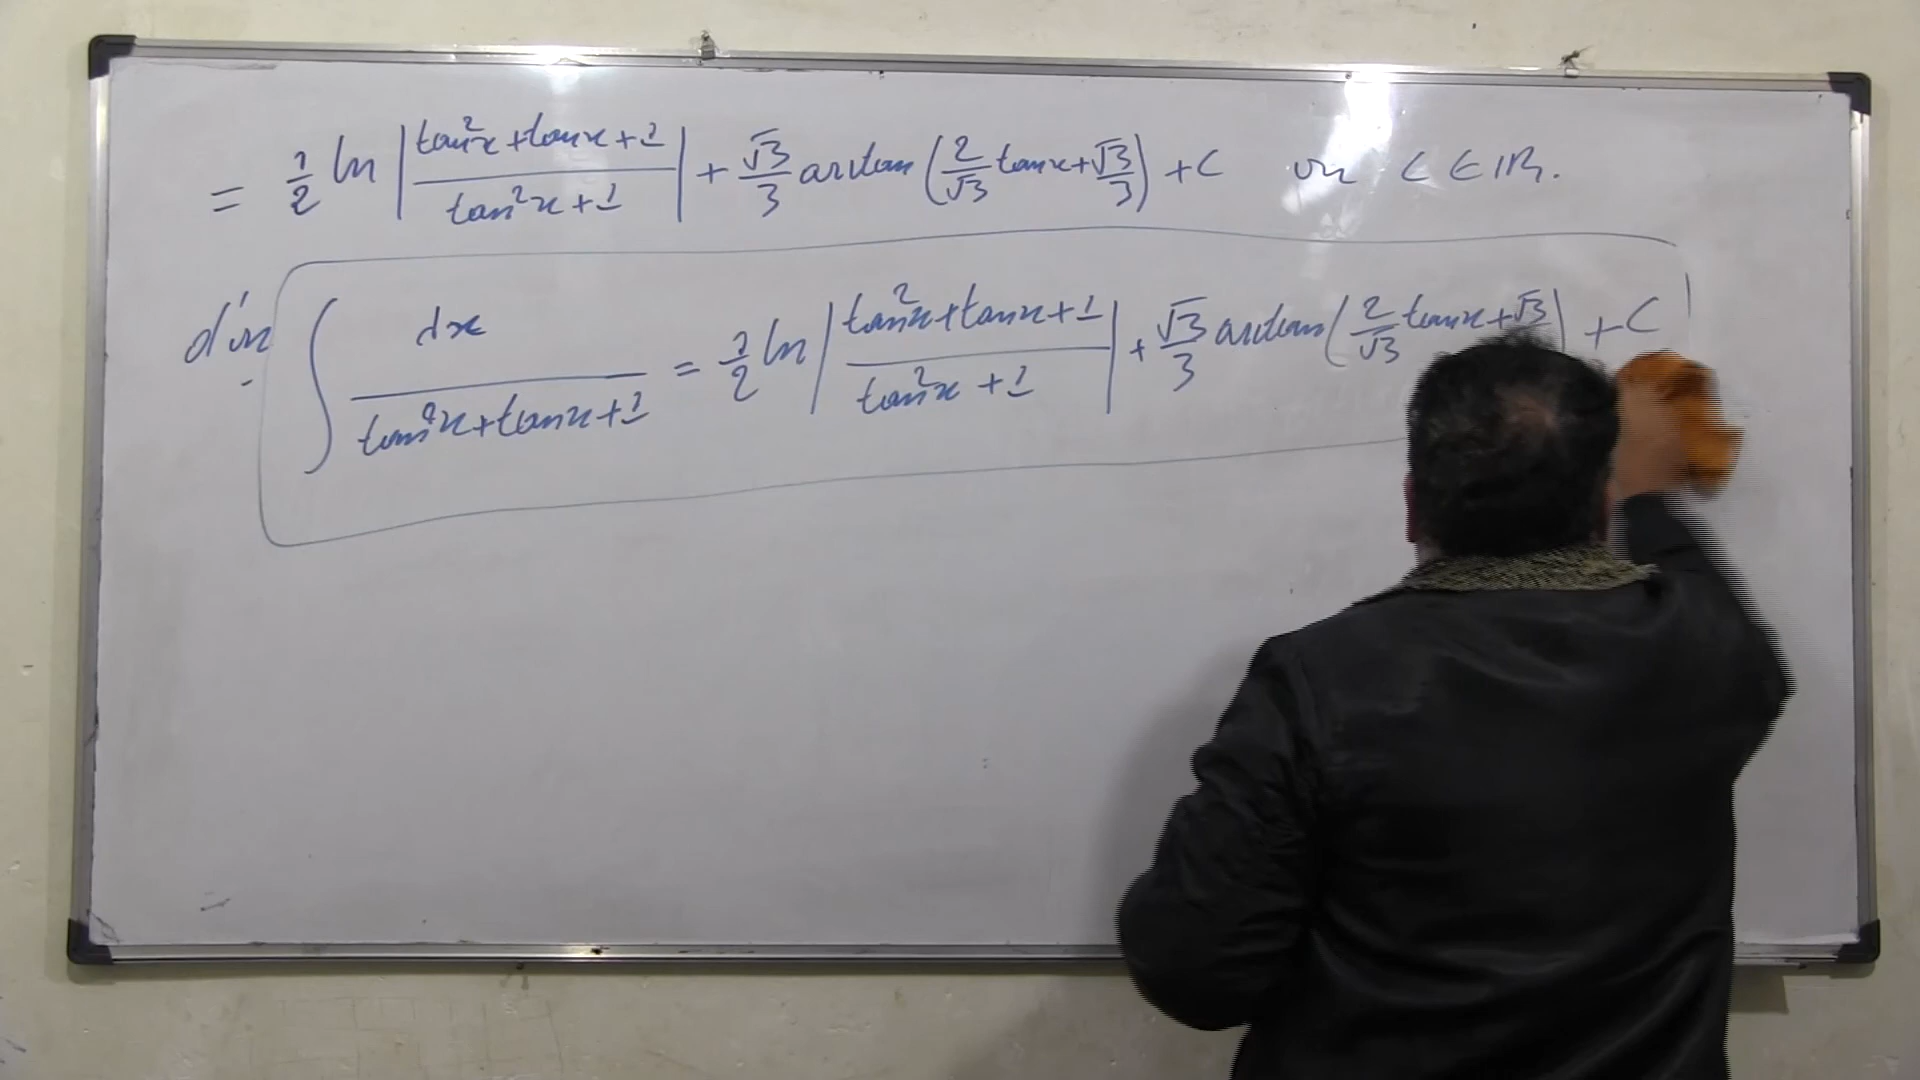 = 1/2 ln |(tan²x+tanx+1)/(tan²x+1)| + √3/3 arctan (2/√3 tanx+√3/3) + C où C ∈ IR.
d'où ∫ dx/(tan²x+tanx+1) = 1/2 ln |(tan²x+tanx+1)/(tan²x+1)| + √3/3 arctan (2/√3 tanx+√3) + C